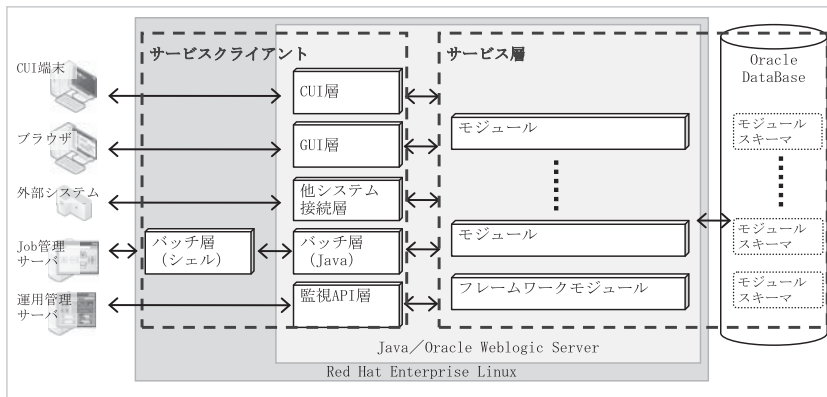 サービスクライアント
サービス層
Oracle
DataBase
CUI端末
CUI層
ブラウザ
GUI層
モジュール
モジュール
スキーマ
外部システム
他システム
接続層
Job管理
サーバ
バッチ層
(シェル)
バッチ層
(Java)
モジュール
モジュール
スキーマ
運用管理
サーバ
監視API層
フレームワークモジュール
モジュール
スキーマ
Java／Oracle Weblogic Server
Red Hat Enterprise Linux